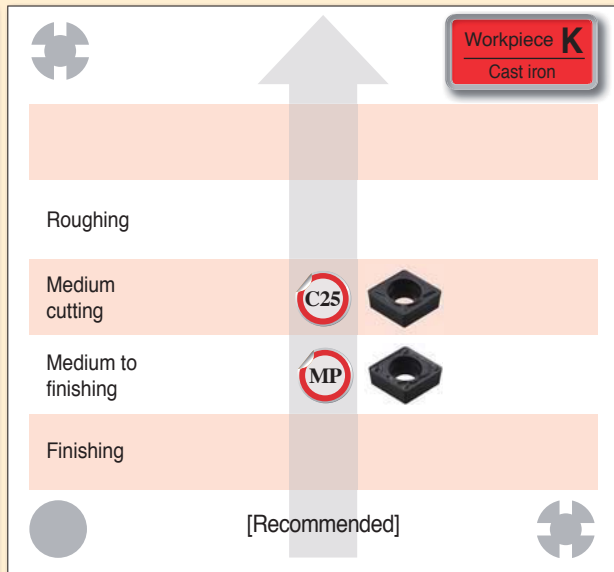 Workpiece K
Cast iron
Roughing
Medium
cutting
C25
Medium to
finishing
MP
Finishing
[Recommended]